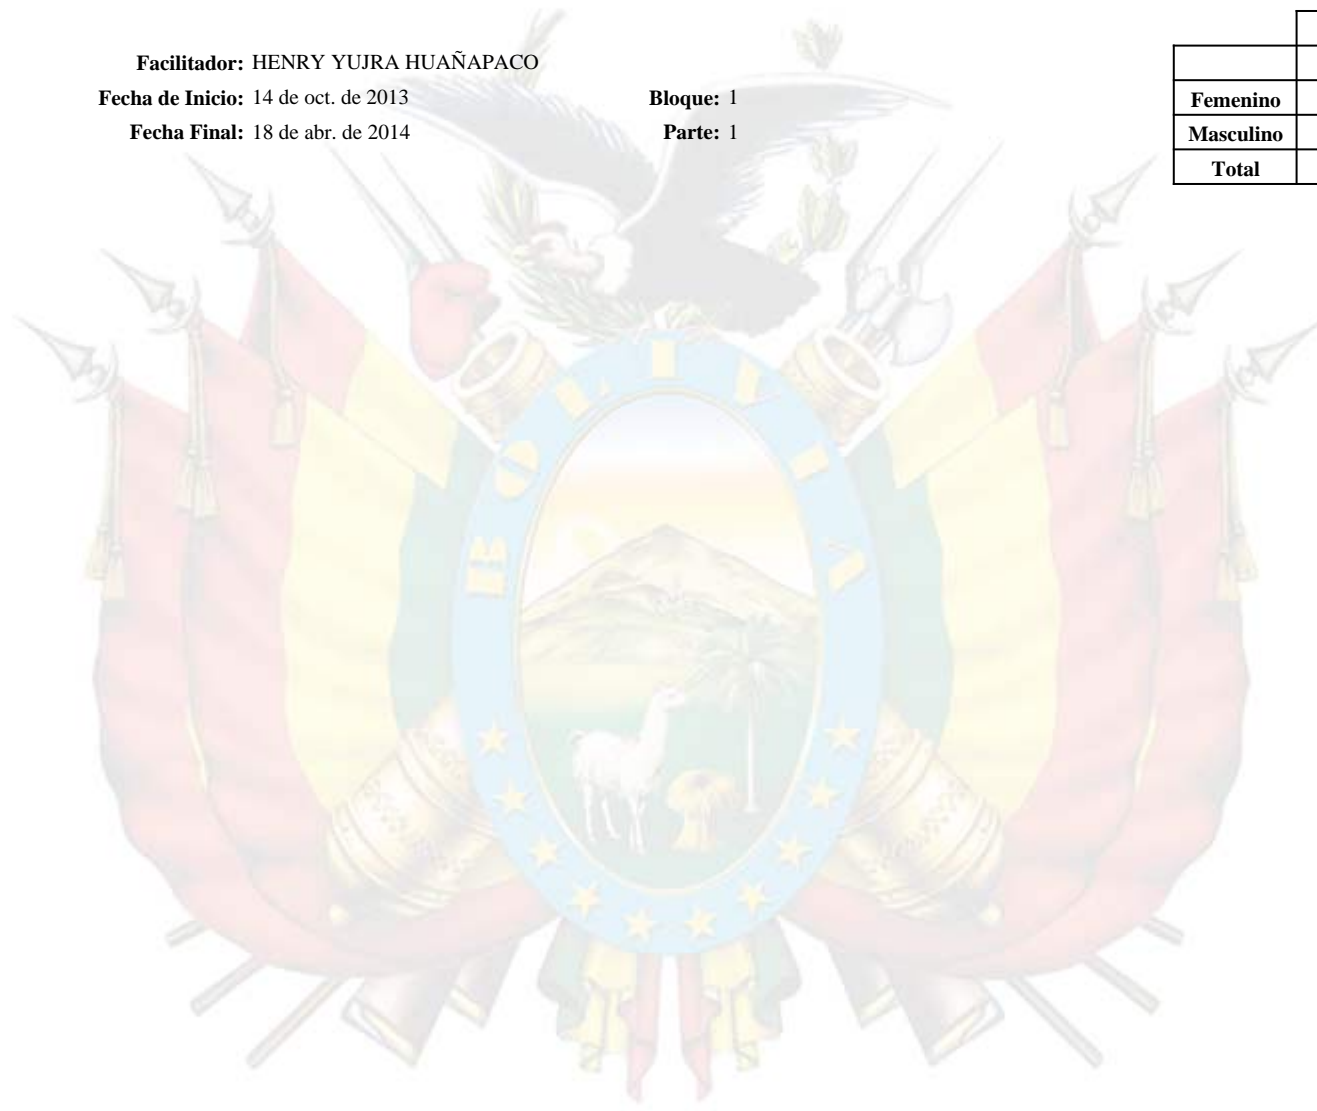 Facilitador: HENRY YUJRA HUAÑAPACO
Fecha de Inicio: 14 de oct. de 2013 Bloque: 1
Fecha Final: 18 de abr. de 2014 Parte: 1
Femenino
Masculino
Total
BOLIVIA